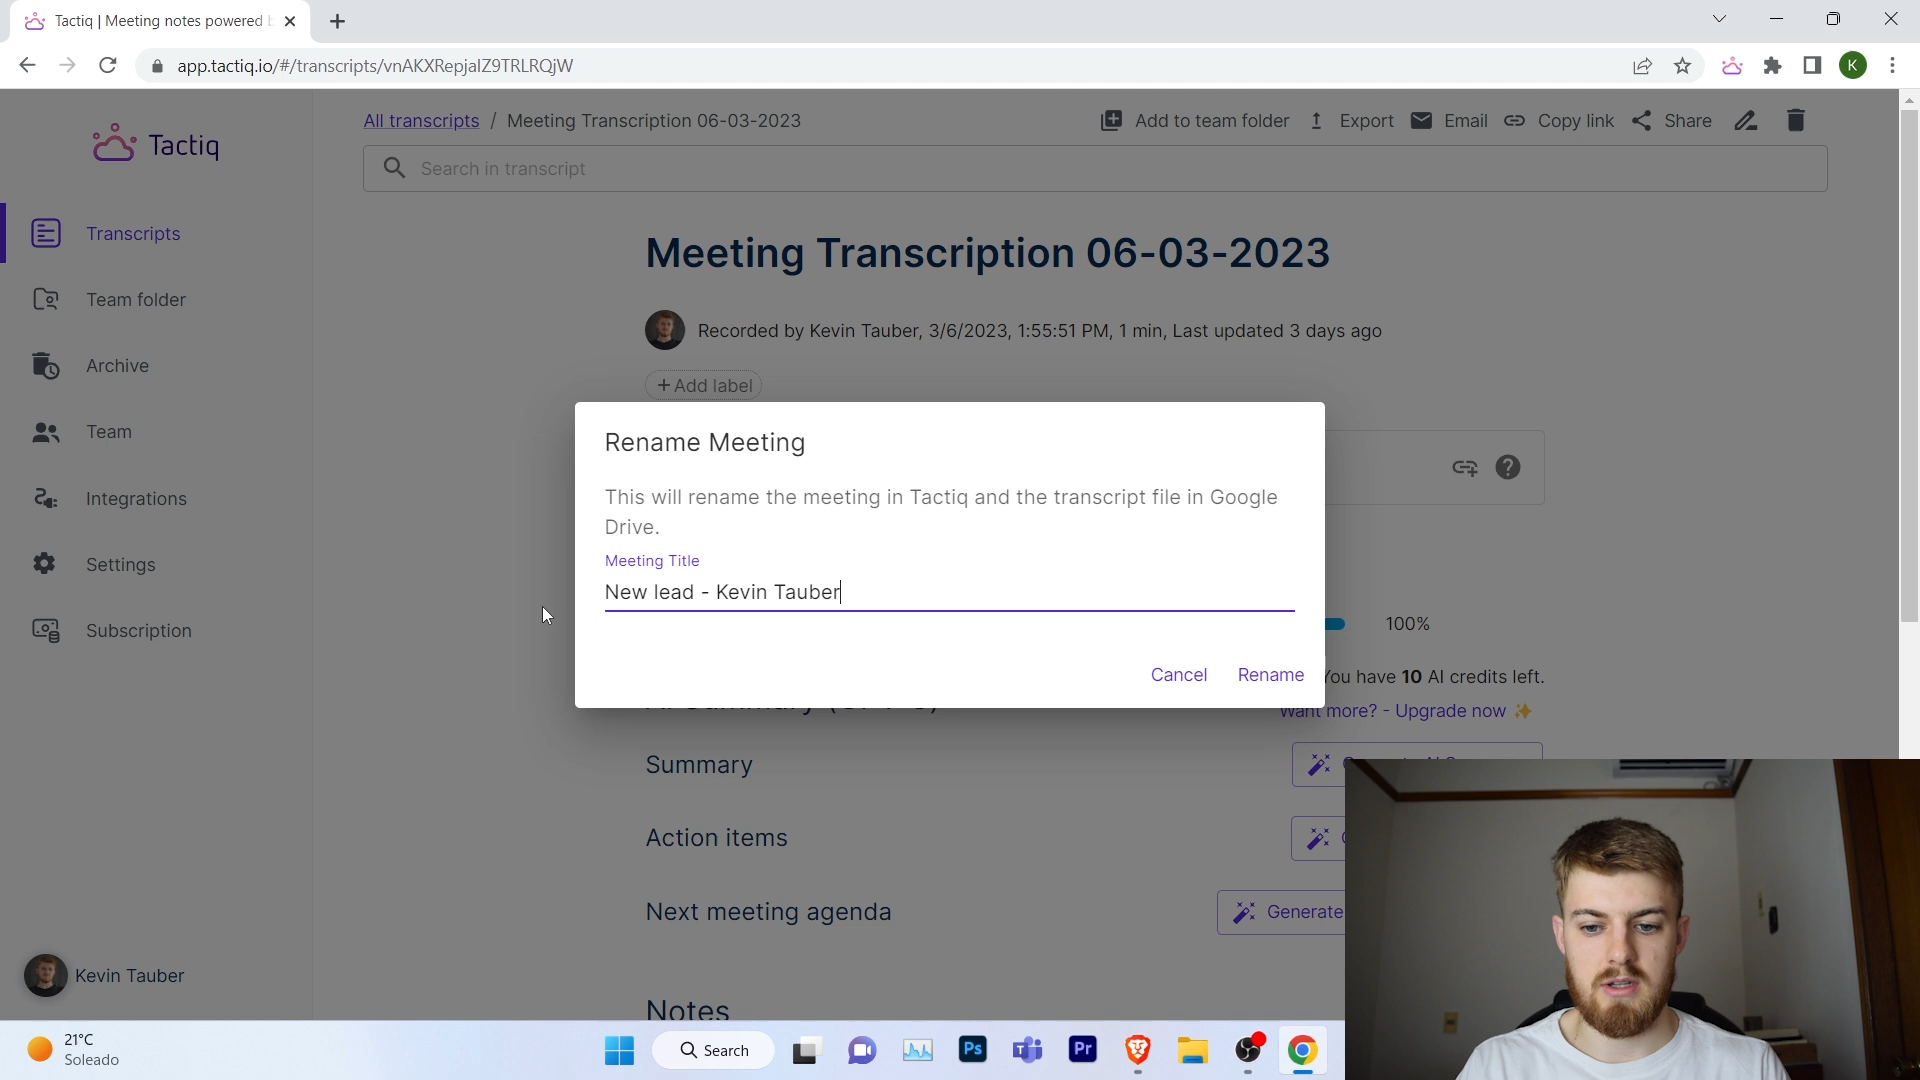 Tactiq | Meeting notes powered
app.tactiq.io/#/transcripts/vnAKXRepjalZ9TRLRQjW
K
Tactiq
All transcripts / Meeting Transcription 06-03-2023
Add to team folder
Export
Email
Copy link
Share
Search in transcript
Transcripts
Team folder
Archive
Team
Integrations
Settings
Subscription
Kevin Tauber
Meeting Transcription 06-03-2023
Recorded by Kevin Tauber, 3/6/2023, 1:55:51 PM, 1 min, Last updated 3 days ago
+ Add label
Rename Meeting
This will rename the meeting in Tactiq and the transcript file in Google
Drive.
Meeting Title
New lead - Kevin Tauber
Cancel
Rename
100%
You have 10 AI credits left.
Want more? - Upgrade now ✨
Summary
Action items
Next meeting agenda
Generate
Notes
21°C
Soleado
Search
Ps
Pr